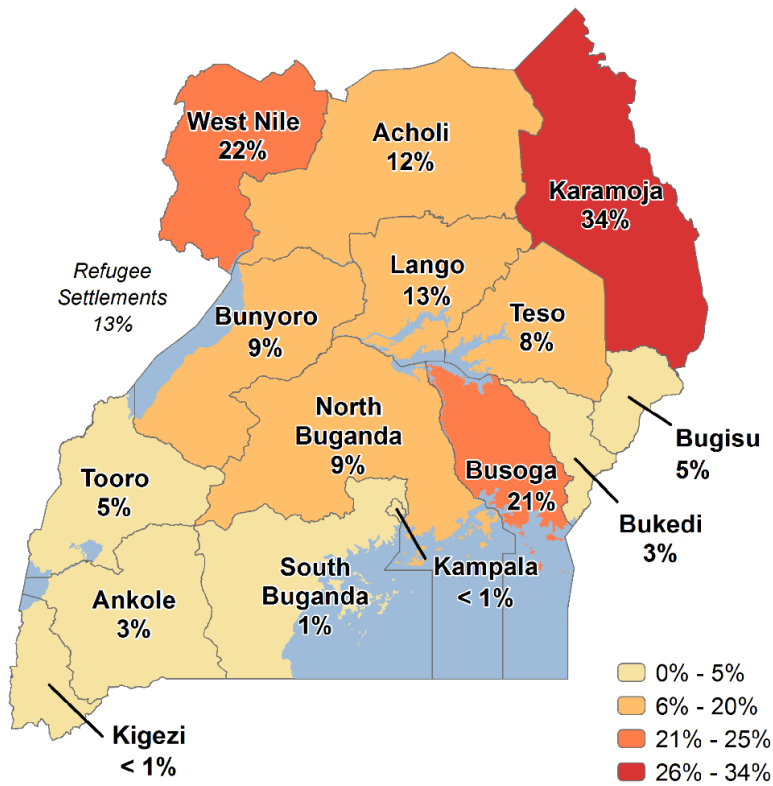 West Nile
22%
Acholi
12%
Karamoja
34%
Refugee
Settlements
13%
Lango
13%
Bunyoro
9%
Teso
8%
North
Buganda
9%
Bugisu
5%
Tooro
5%
Busoga
21%
Bukedi
3%
South
Buganda
1%
Kampala
< 1%
Ankole
3%
Kigezi
< 1%
0% - 5%
6% - 20%
21% - 25%
26% - 34%